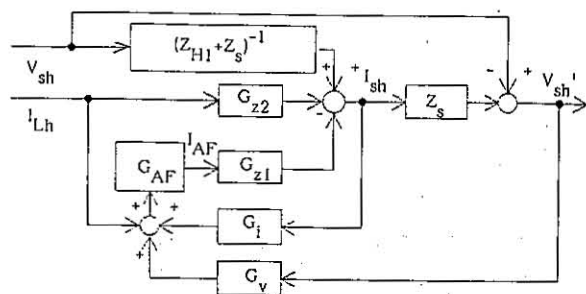 (Z_H1+Z_s)^-1
V_sh
I_Lh
G_z2
I_sh
Z_s
V_sh'
G_AF
I_AF
G_z1
G_i
G_v
+
+
-
+
-
+
+
+
+